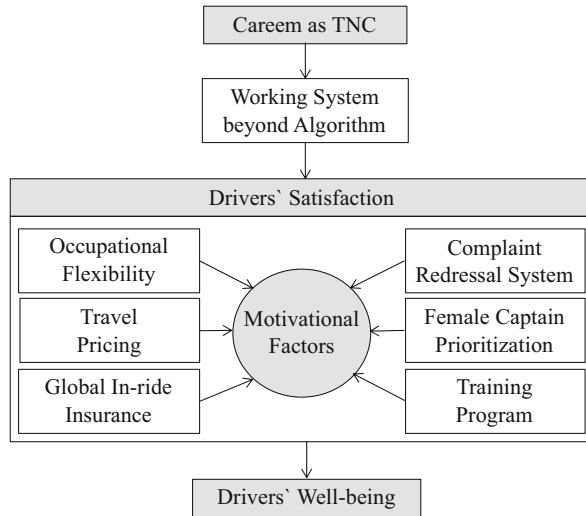 Careem as TNC
Working System
beyond Algorithm
Drivers` Satisfaction
Occupational
Flexibility
Travel
Pricing
Global In-ride
Insurance
Motivational
Factors
Complaint
Redressal System
Female Captain
Prioritization
Training
Program
Drivers` Well-being